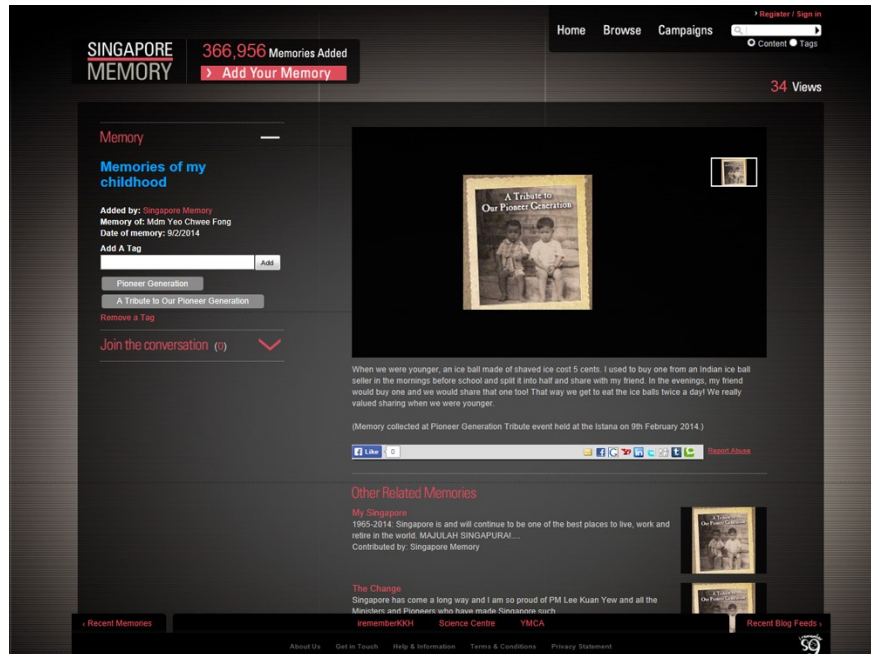 Register / Sign in
Home Browse Campaigns
Content Tags
SINGAPORE
MEMORY
366,956 Memories Added
Add Your Memory
34 Views
Memory
Memories of my
childhood
Added by: Singapore Memory
Memory of: Mdm Yeo Chwee Fong
Date of memory: 9/2/2014
Add A Tag
Add
Pioneer Generation
A Tribute to Our Pioneer Generation
Remove a Tag
Join the conversation (0)
A Tribute to
Our Pioneer Generation
When we were younger, an ice ball made of shaved ice cost 5 cents. I used to buy one from an Indian ice ball
seller in the mornings before school and split it into half and share with my friend. In the evenings, my friend
would buy one and we would share that one too! That way we get to eat the ice balls twice a day! We really
valued sharing when we were younger.
(Memory collected at Pioneer Generation Tribute event held at the Istana on 9th February 2014.)
Like 0
Report Abuse
Other Related Memories
My Singapore
1965-2014: Singapore is and will continue to be one of the best places to live, work and
retire in the world. MAJULAH SINGAPURA!....
Contributed by: Singapore Memory
A Tribute to
Our Pioneer Generation
The Change
Singapore has come a long way and I am so proud of PM Lee Kuan Yew and all the
Ministers and Pioneers who have made Singapore such
A Tribute to
Our Pioneer Generation
‹ Recent Memories
irememberKKH Science Centre YMCA
Recent Blog Feeds ›
About Us Get in Touch Help & Information Terms & Conditions Privacy Statement